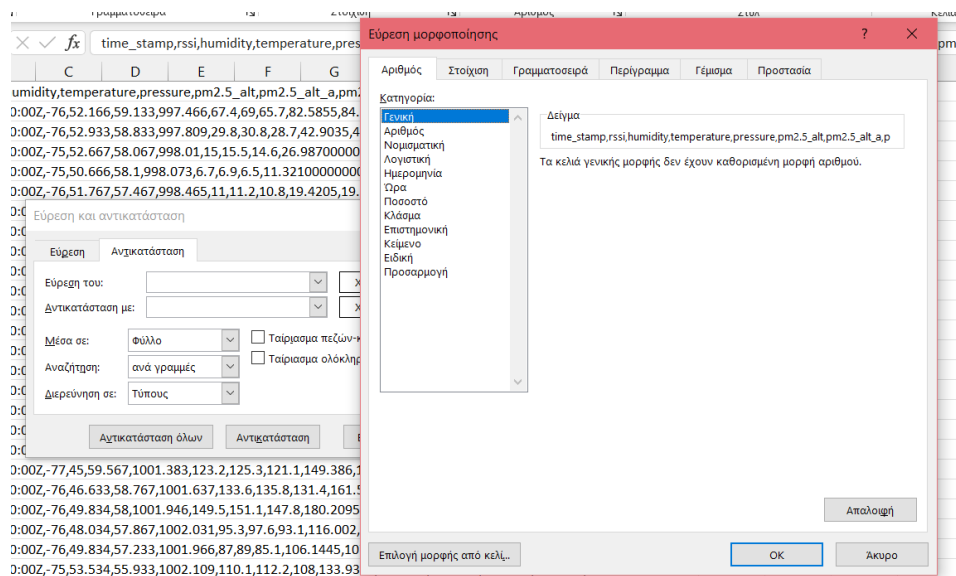 fx time_stamp,rssi,humidity,temperature,pres
C D E F G
umidity,temperature,pressure,pm2.5_alt,pm2.5_alt_a,pm2
0:00Z,-76,52.166,59.133,997.466,67.4,69,65.7,82.5855,84.
0:00Z,-76,52.933,58.833,997.809,29.8,30.8,28.7,42.9035,4
0:00Z,-75,52.667,58.067,998.01,15,15.5,14.6,26.98700000
0:00Z,-75,50.666,58.1,998.073,6.7,6.9,6.5,11.3210000000
0:00Z,-76,51.767,57.467,998.465,11,11.2,10.8,19.4205,19.
Εύρεση και αντικατάσταση
Εύρεση Αντικατάσταση
Εύρεση του:
Αντικατάσταση με:
Μέσα σε: Φύλλο Ταίριασμα πεζών-κ
Αναζήτηση: ανά γραμμές Ταίριασμα ολόκληρ
Διερεύνηση σε: Τύπους
Αντικατάσταση όλων Αντικατάσταση
0:00Z,-77,45,59.567,1001.383,123.2,125.3,121.1,149.386,1
0:00Z,-76,46.633,58.767,1001.637,133.6,135.8,131.4,161.5
0:00Z,-76,49.834,58,1001.946,149.5,151.1,147.8,180.2095
0:00Z,-76,48.034,57.867,1002.031,95.3,97.6,93.1,116.002,
0:00Z,-76,49.834,57.233,1001.966,87,89,85.1,106.1445,10
0:00Z,-75,53.534,55.933,1002.109,110.1,112.2,108,133.93
Εύρεση μορφοποίησης ?
Αριθμός Στοίχιση Γραμματοσειρά Περίγραμμα Γέμισμα Προστασία
Κατηγορία:
Γενική
Αριθμός
Νομισματική
Λογιστική
Ημερομηνία
Ώρα
Ποσοστό
Κλάσμα
Επιστημονική
Κείμενο
Ειδική
Προσαρμογή
Δείγμα
time_stamp,rssi,humidity,temperature,pressure,pm2.5_alt,pm2.5_alt_a,p
Τα κελιά γενικής μορφής δεν έχουν καθορισμένη μορφή αριθμού.
Απαλοιφή
Επιλογή μορφής από κελί... OK Άκυρο